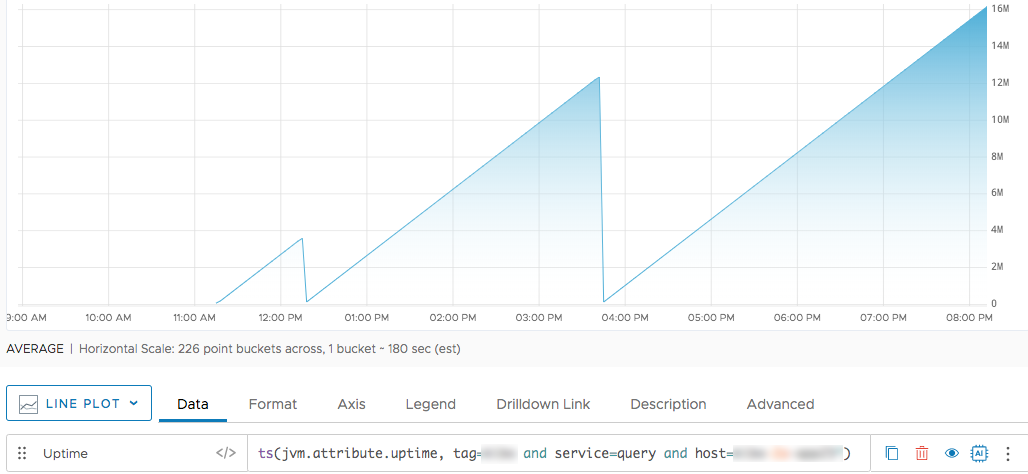 16M
14M
12M
10M
8M
6M
4M
2M
0
9:00 AM 10:00 AM 11:00 AM 12:00 PM 01:00 PM 02:00 PM 03:00 PM 04:00 PM 05:00 PM 06:00 PM 07:00 PM 08:00 PM
AVERAGE | Horizontal Scale: 226 point buckets across, 1 bucket ~ 180 sec (est)
LINE PLOT Data Format Axis Legend Drilldown Link Description Advanced
Uptime </> ts(jvm.attribute.uptime, tag= and service=query and host= ) AI